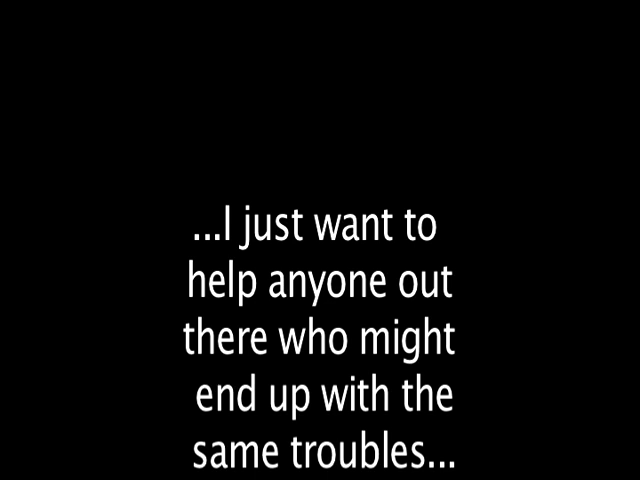 ...I just want to
help anyone out
there who might
end up with the
same troubles...